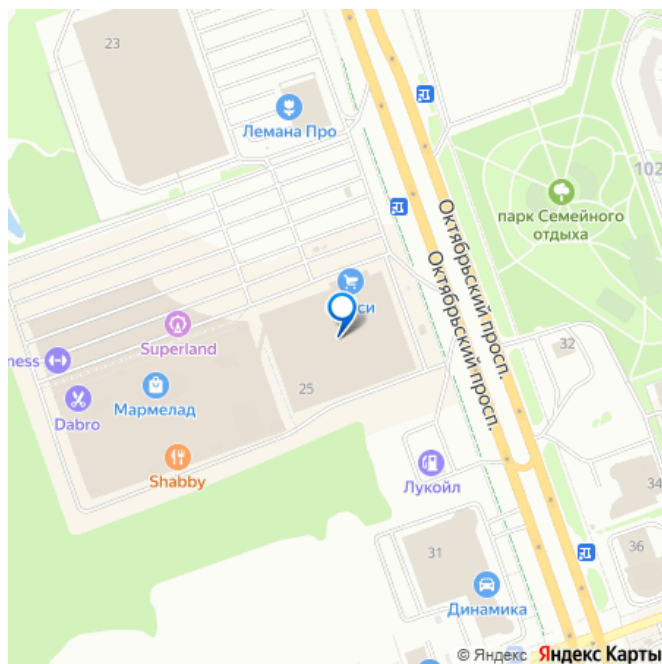 23
Лемана Про
102
парк Семейного
отдыха
Октябрьский просп.
Октябрьский просп.
си
Superland
32
ness
Мармелад
25
Dabro
Shabby
Лукойл
34
31
36
Динамика
© Яндекс Яндекс Карты